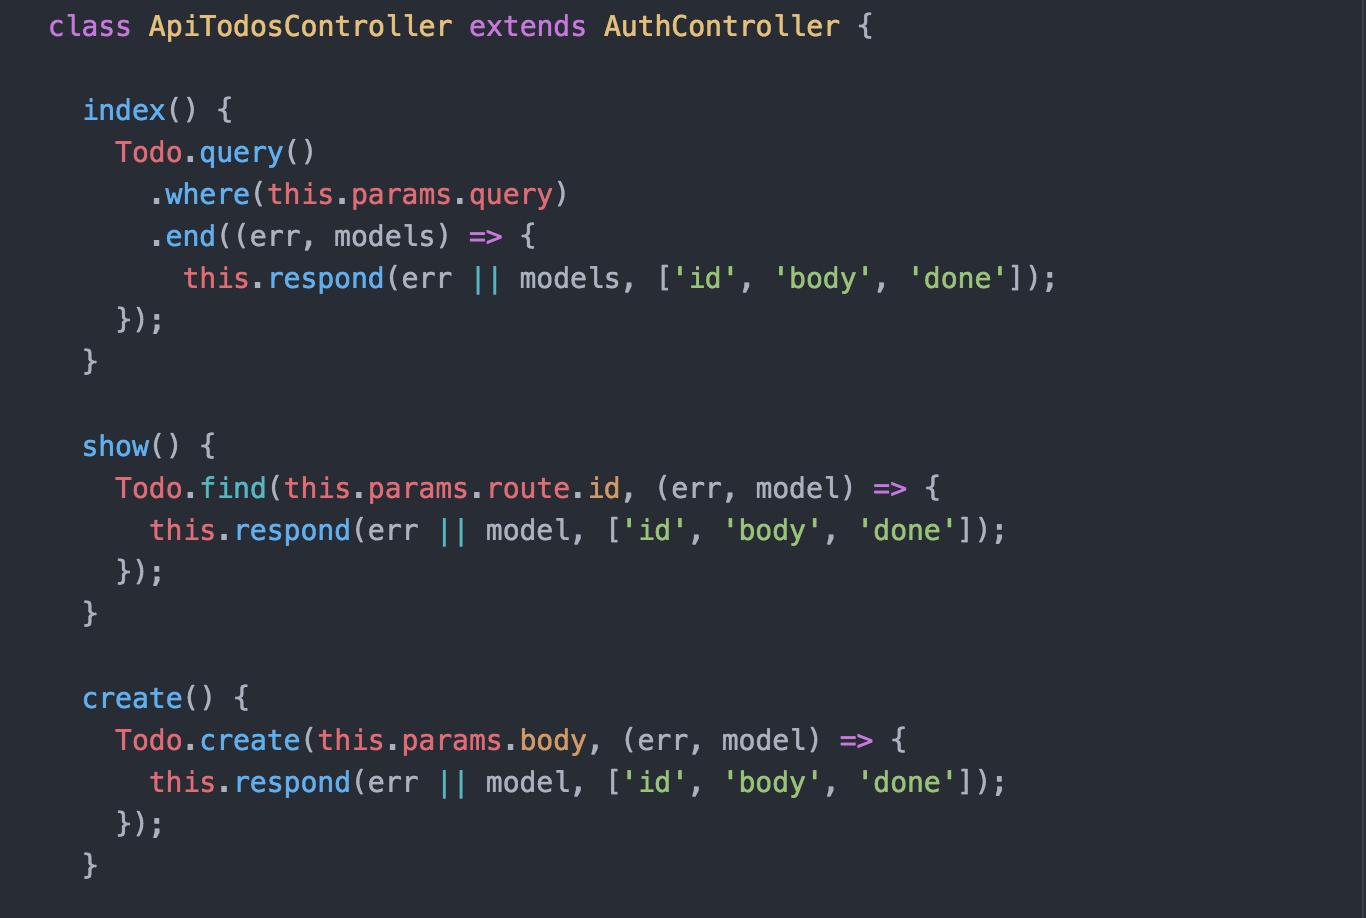 class ApiTodosController extends AuthController {
index() {
Todo.query()
.where(this.params.query)
.end((err, models) => {
this.respond(err || models, ['id', 'body', 'done']);
});
}
show() {
Todo.find(this.params.route.id, (err, model) => {
this.respond(err || model, ['id', 'body', 'done']);
});
}
create() {
Todo.create(this.params.body, (err, model) => {
this.respond(err || model, ['id', 'body', 'done']);
});
}